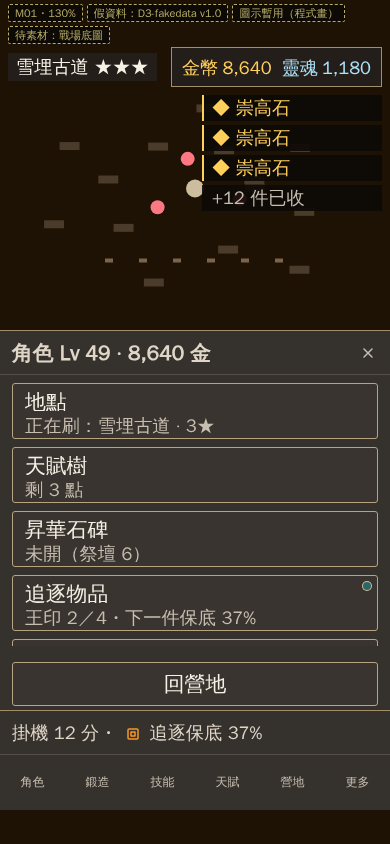 M01・130%
假資料：D3-fakedata v1.0
圖示暫用（程式畫）
待素材：戰場底圖
雪埋古道 ★★★
金幣 8,640 靈魂 1,180
◆ 崇高石
◆ 崇高石
◆ 崇高石
+12 件已收
角色 Lv 49 · 8,640 金
×
地點
正在刷：雪埋古道 · 3★
天賦樹
剩 3 點
昇華石碑
未開（祭壇 6）
追逐物品
王印 2／4・下一件保底 37%
回營地
掛機 12 分・ 追逐保底 37%
角色
鍛造
技能
天賦
營地
更多